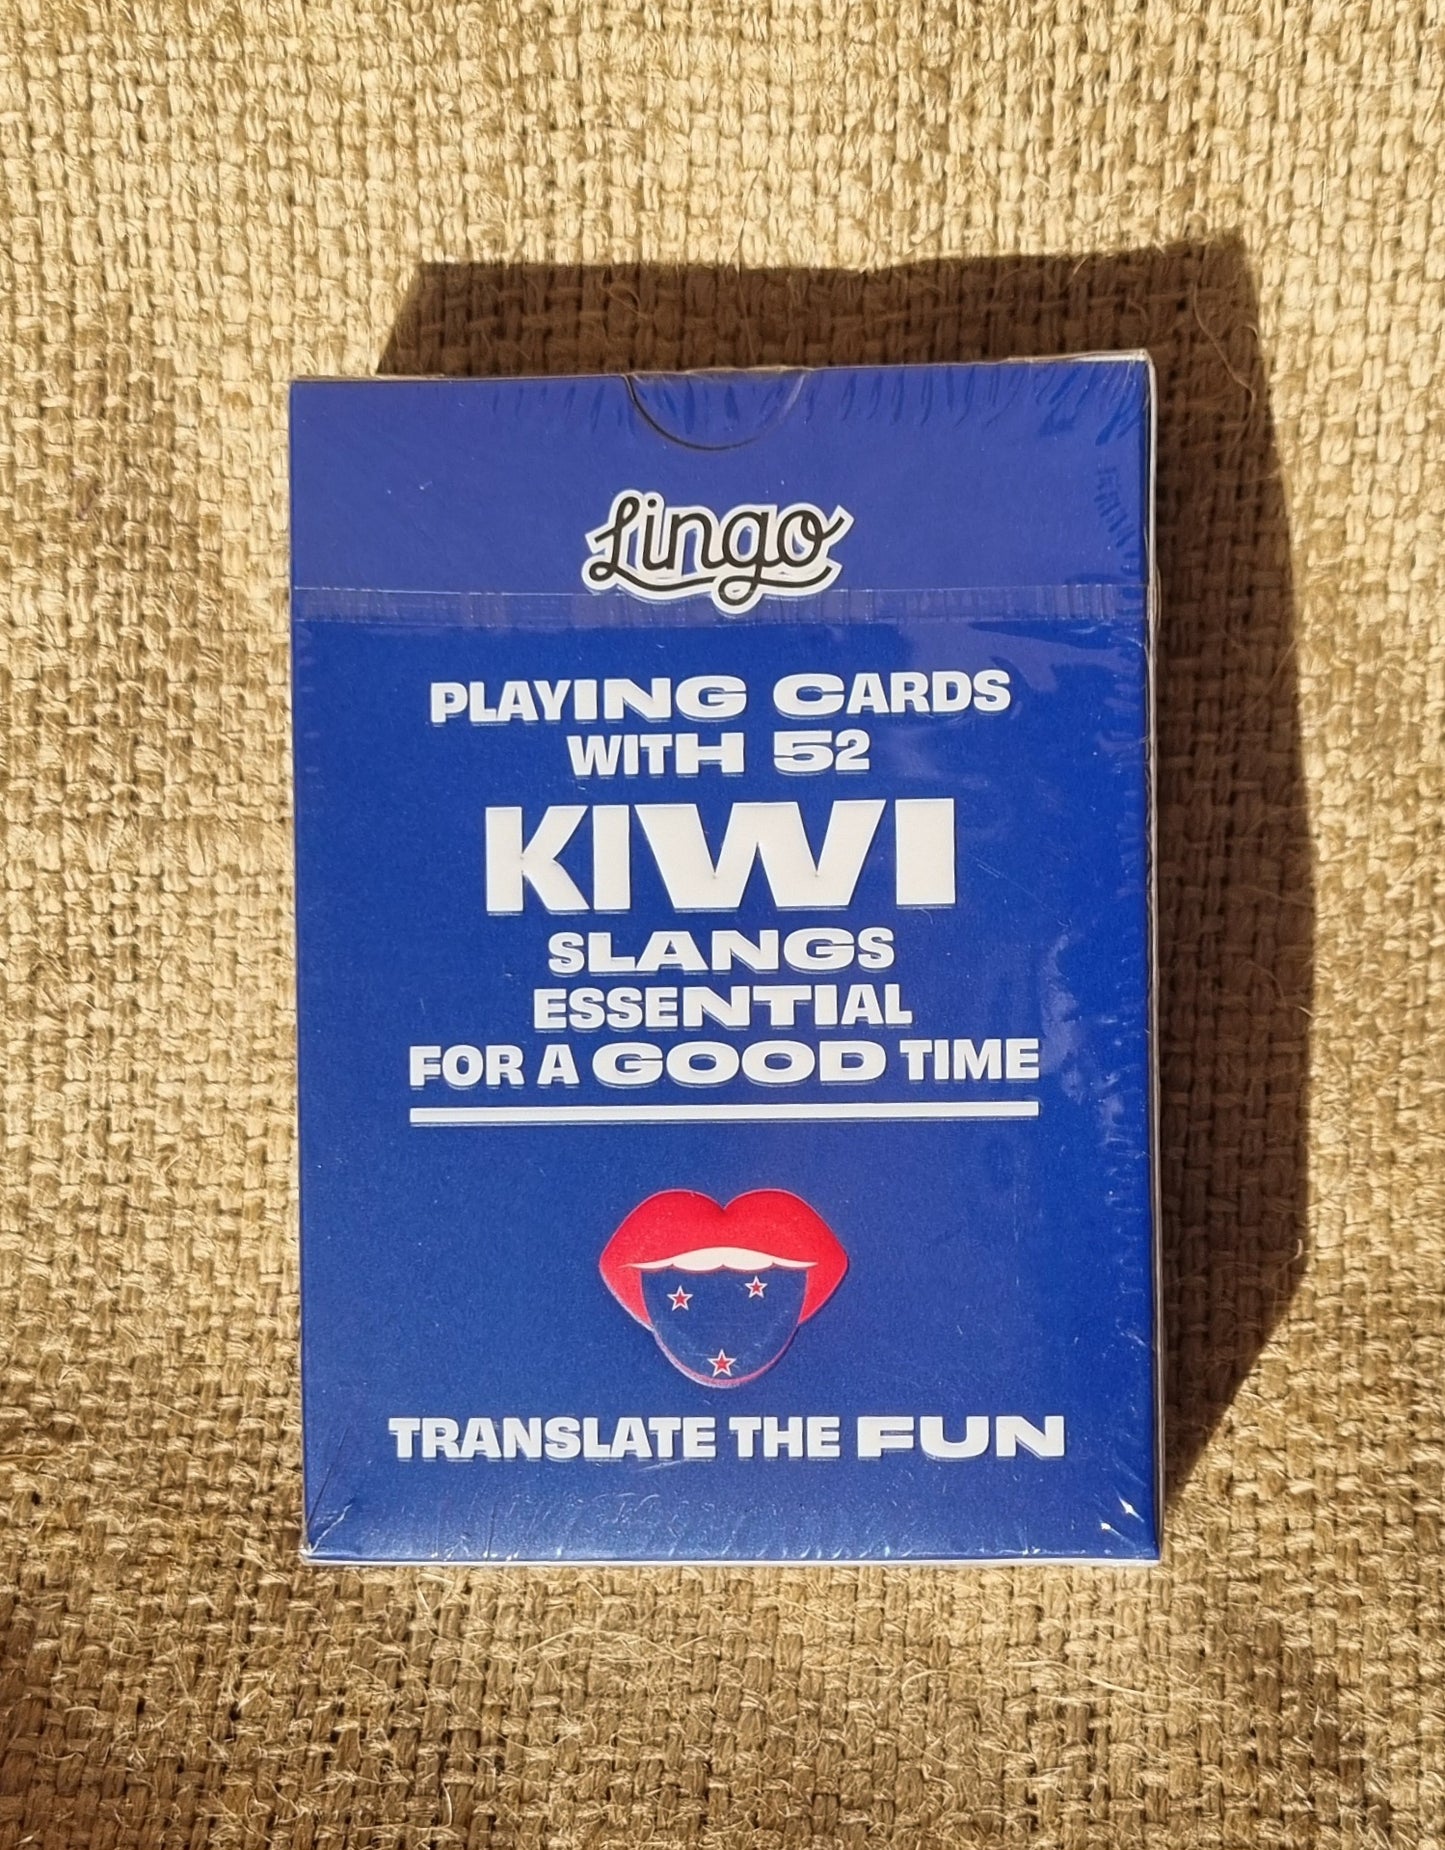 Lingo
PLAYING CARDS
WITH 52
KIWI
SLANGS
ESSENTIAL
FOR A GOOD TIME
TRANSLATE THE FUN